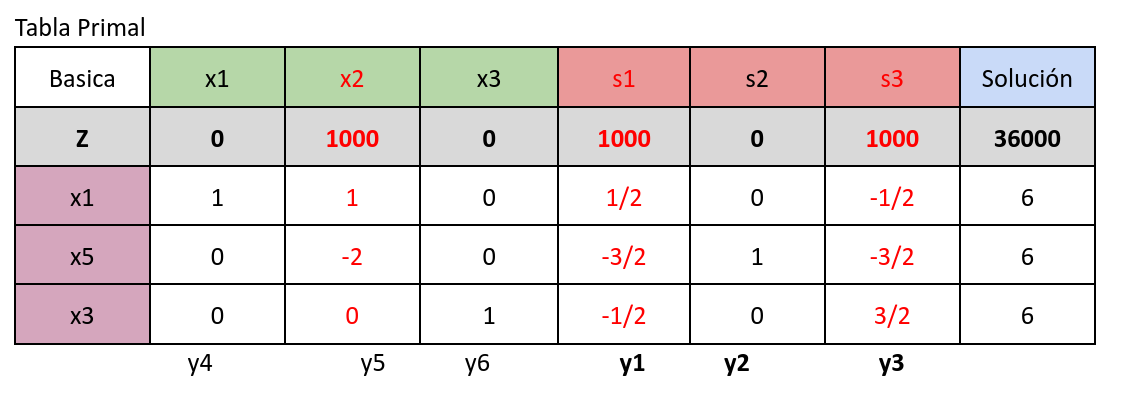 Tabla Primal
Basica x1 x2 x3 s1 s2 s3 Solución
Z 0 1000 0 1000 0 1000 36000
x1 1 1 0 1/2 0 -1/2 6
x5 0 -2 0 -3/2 1 -3/2 6
x3 0 0 1 -1/2 0 3/2 6
y4 y5 y6 y1 y2 y3